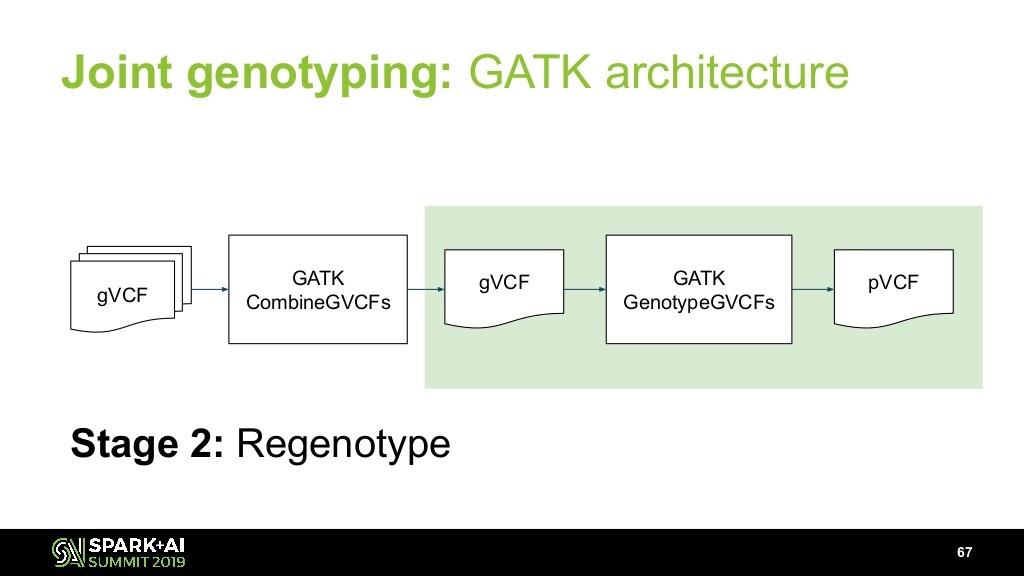 Joint genotyping: GATK architecture
gVCF
GATK
CombineGVCFs
gVCF
GATK
GenotypeGVCFs
pVCF
Stage 2: Regenotype
SPARK+AI
SUMMIT 2019
67